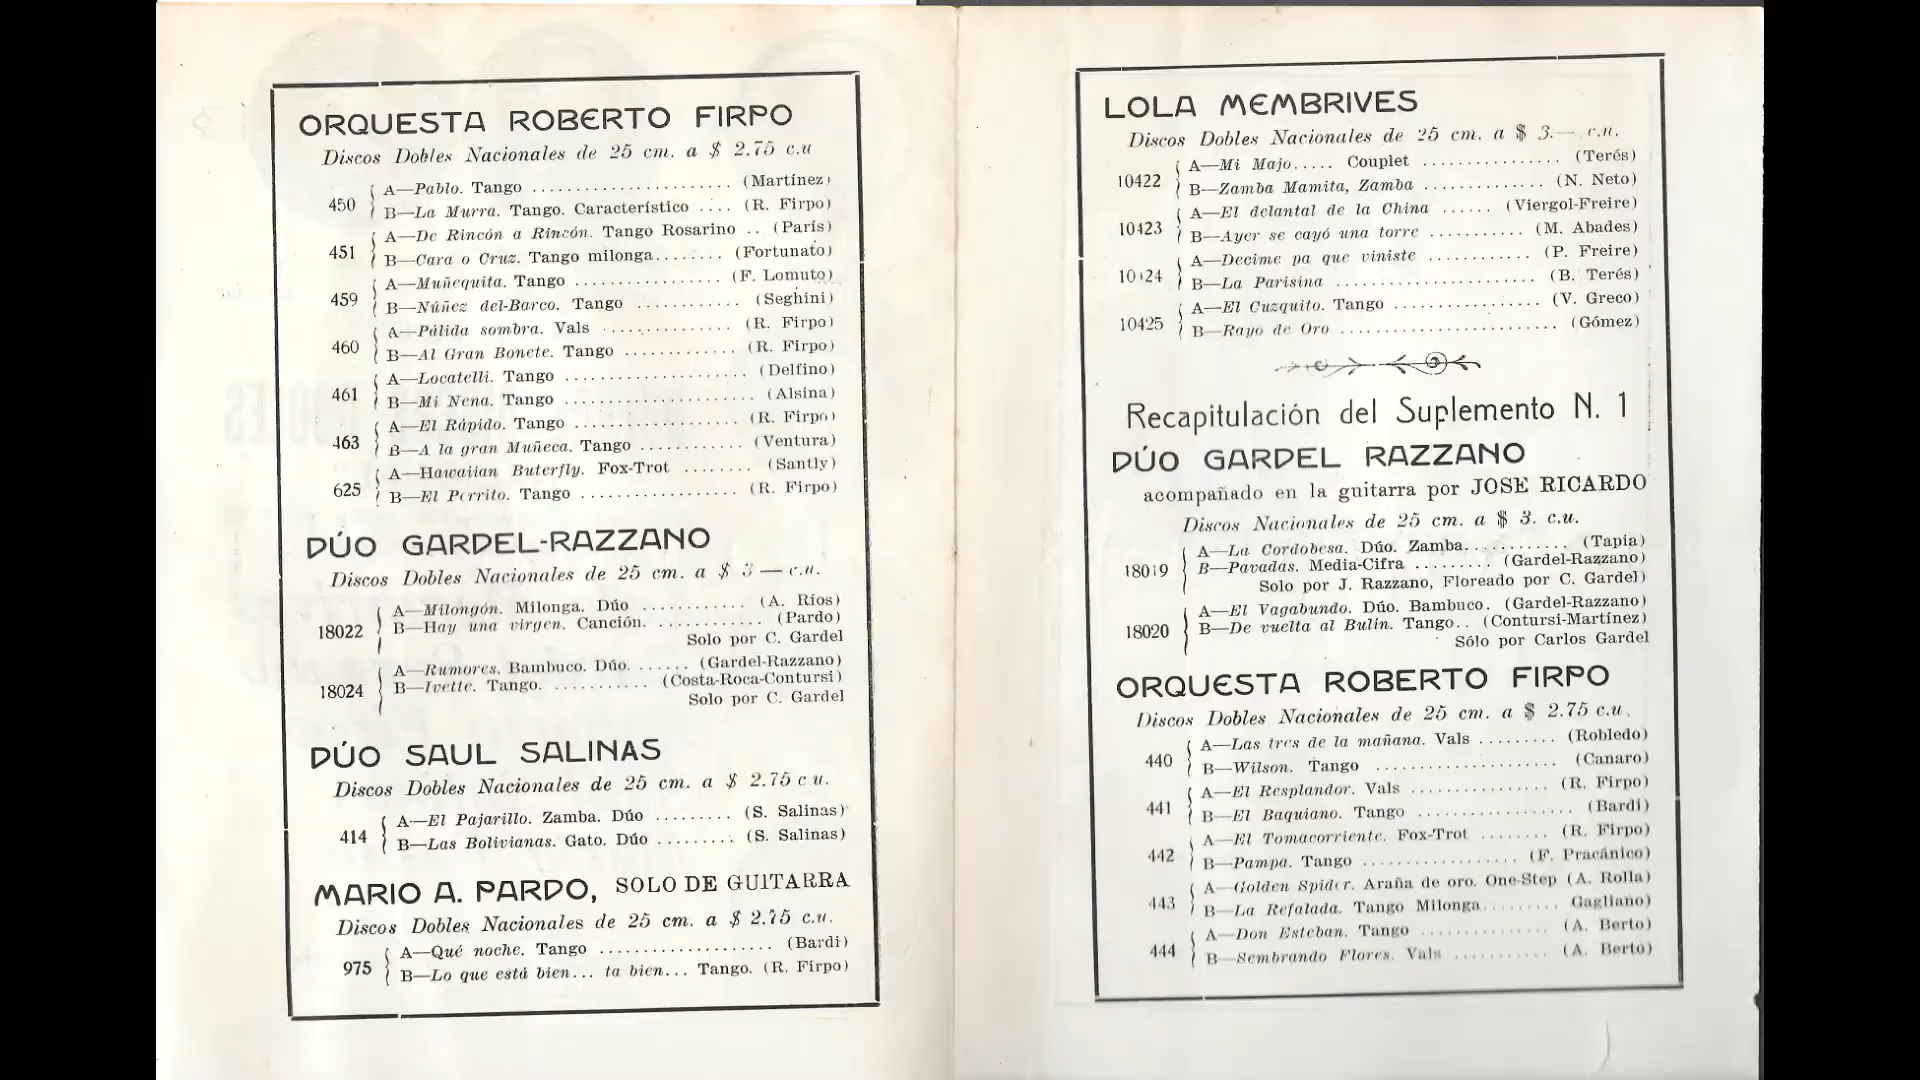 ORQUESTA ROBERTO FIRPO
Discos Dobles Nacionales de 25 cm. a $ 2.75 c.u
450
A—Pablo. Tango ...................... (Martínez)
B—La Murra. Tango. Característico .... (R. Firpo)
451
A—De Rincón a Rincón. Tango Rosarino .. (París)
B—Cara o Cruz. Tango milonga........ (Fortunato)
459
A—Muñequita. Tango ................. (F. Lomuto)
B—Núñez del-Barco. Tango ............ (Seghini)
460
A—Pálida sombra. Vals .............. (R. Firpo)
B—Al Gran Bonete. Tango ............ (R. Firpo)
461
A—Locatelli. Tango .................... (Delfino)
B—Mi Nena. Tango ..................... (Alsina)
463
A—El Rápido. Tango ................. (R. Firpo)
B—A la gran Muñeca. Tango ........... (Ventura)
625
A—Hawaiian Buterfly. Fox-Trot ........ (Santly)
B—El Perrito. Tango ................. (R. Firpo)
DÚO GARDEL-RAZZANO
Discos Dobles Nacionales de 25 cm. a $ 3 — c.u.
18022
A—Milongón. Milonga. Dúo ............ (A. Ríos)
B—Hay una virgen. Canción. ............ (Pardo)
Solo por C. Gardel
18024
A—Rumores. Bambuco. Dúo. ...... (Gardel-Razzano)
B—Ivette. Tango. ........... (Costa-Roca-Contursi)
Solo por C. Gardel
DÚO SAUL SALINAS
Discos Dobles Nacionales de 25 cm. a $ 2.75 c u.
414
A—El Pajarillo. Zamba. Dúo ......... (S. Salinas)
B—Las Bolivianas. Gato. Dúo ......... (S. Salinas)
MARIO A. PARDO, SOLO DE GUITARRA
Discos Dobles Nacionales de 25 cm. a $ 2.75 c.u.
975
A—Qué noche. Tango .................... (Bardi)
B—Lo que está bien... ta bien... Tango. (R. Firpo)
LOLA MEMBRIVES
Discos Dobles Nacionales de 25 cm. a $ 3.— c.u.
10422
A—Mi Majo..... Couplet ................ (Terés)
B—Zamba Mamita, Zamba ............. (N. Neto)
10423
A—El delantal de la China ...... (Viergol-Freire)
B—Ayer se cayó una torre ........... (M. Abades)
10424
A—Decime pa que viniste ............ (P. Freire)
B—La Parisina ....................... (B. Terés)
10425
A—El Cuzquito. Tango ................ (V. Greco)
B—Rayo de Oro ......................... (Gómez)
Recapitulación del Suplemento N. 1
DÚO GARDEL RAZZANO
acompañado en la guitarra por JOSE RICARDO
Discos Nacionales de 25 cm. a $ 3. c.u.
18019
A—La Cordobesa. Dúo. Zamba............. (Tapia)
B—Pavadas. Media-Cifra ......... (Gardel-Razzano)
Solo por J. Razzano, Floreado por C. Gardel)
18020
A—El Vagabundo. Dúo. Bambuco. (Gardel-Razzano)
B—De vuelta al Bulín. Tango.. (Contursi-Martínez)
Sólo por Carlos Gardel
ORQUESTA ROBERTO FIRPO
Discos Dobles Nacionales de 25 cm. a $ 2.75 c.u.
440
A—Las tres de la mañana. Vals ......... (Robledo)
B—Wilson. Tango ...................... (Canaro)
441
A—El Resplandor. Vals ............... (R. Firpo)
B—El Baquiano. Tango ................... (Bardi)
442
A—El Tomacorriente. Fox-Trot ........ (R. Firpo)
B—Pampa. Tango ................. (F. Pracánico)
443
A—Golden Spider. Araña de oro. One-Step (A. Rolla)
B—La Refalada. Tango Milonga......... Gagliano)
444
A—Don Esteban. Tango ............... (A. Berto)
B—Sembrando Flores. Vals ........... (A. Berto)